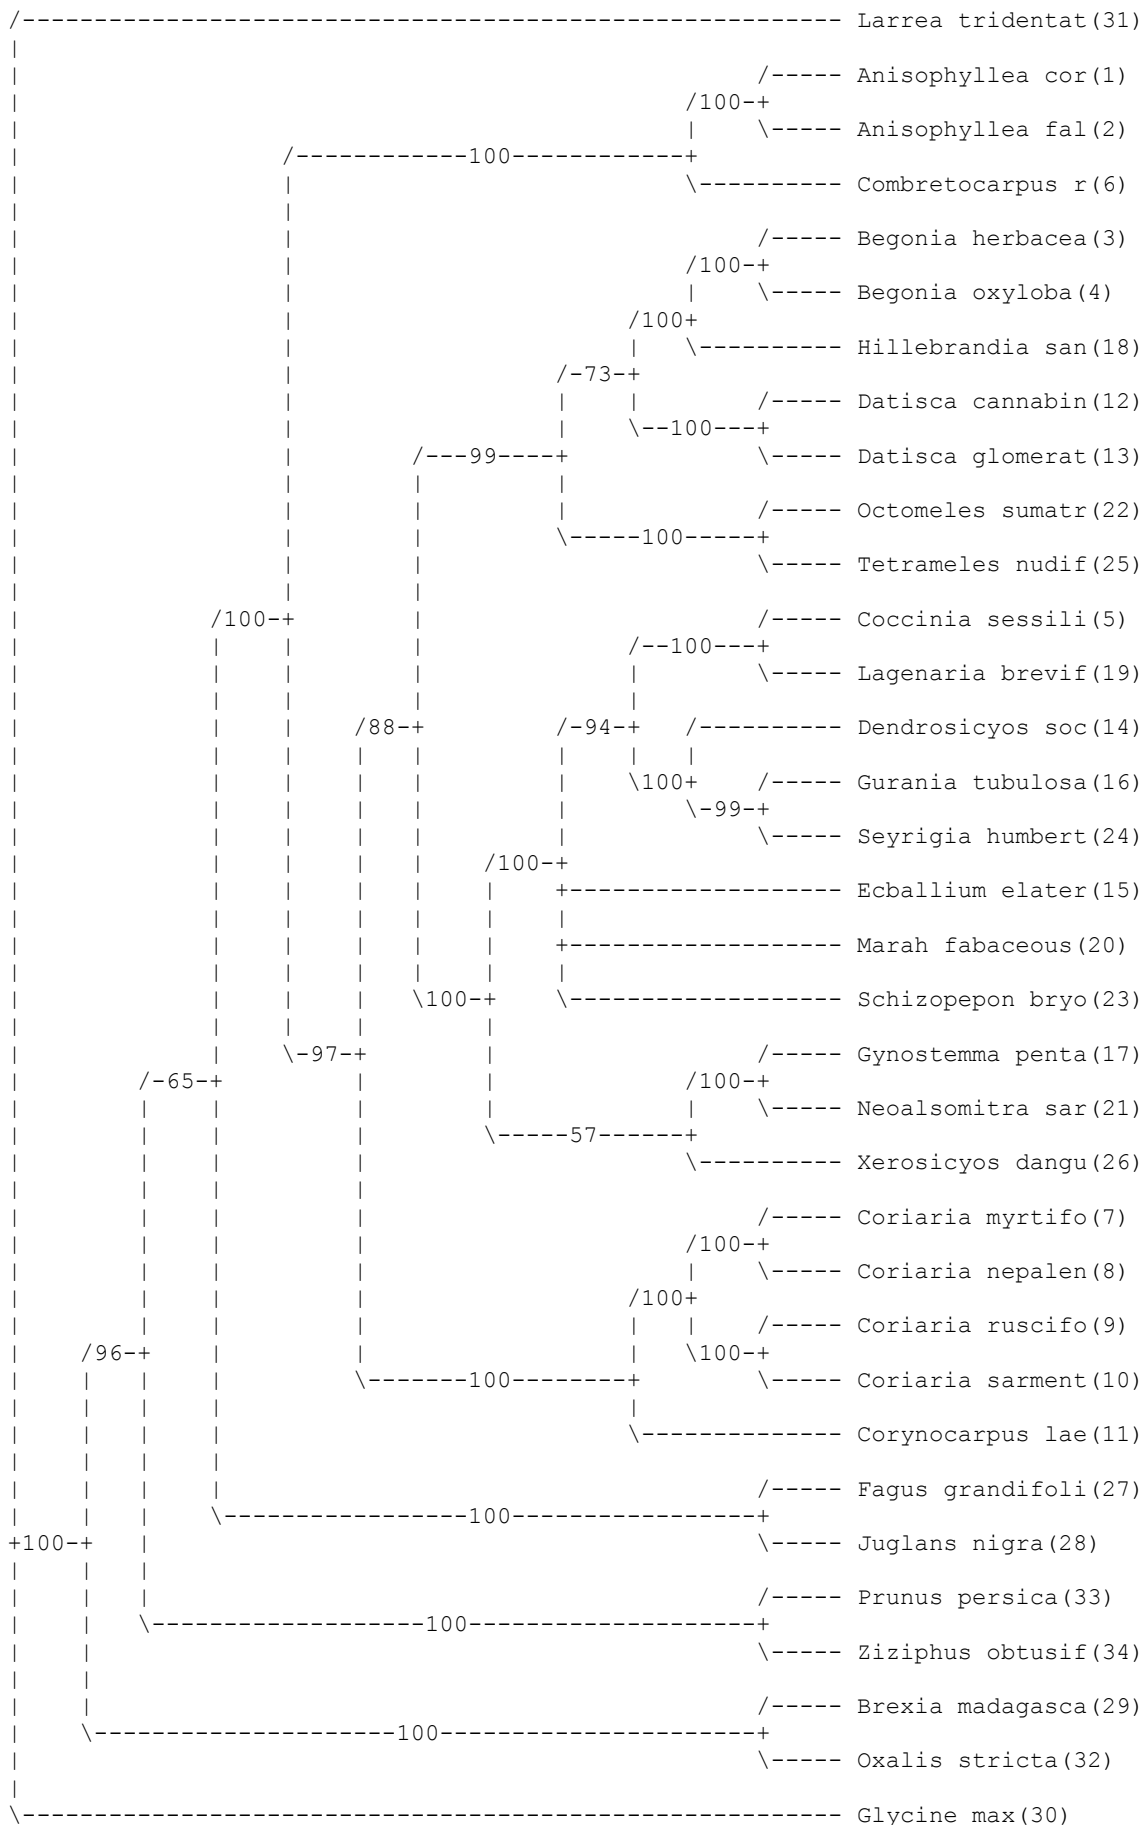 Larrea tridentat(31)
Anisophyllea cor(1)
100
Anisophyllea fal(2)
100
Combretocarpus r(6)
Begonia herbacea(3)
100
Begonia oxyloba(4)
100
Hillebrandia san(18)
73
Datisca cannabin(12)
100
99 Datisca glomerat(13)
Octomeles sumatr(22)
100
Tetrameles nudif(25)
100 Coccinia sessili(5)
100
Lagenaria brevif(19)
88 94 Dendrosicyos soc(14)
100 Gurania tubulosa(16)
99
Seyrigia humbert(24)
100
Ecballium elater(15)
Marah fabaceous(20)
100 Schizopepon bryo(23)
97 Gynostemma penta(17)
65 100
Neoalsomitra sar(21)
57
Xerosicyos dangu(26)
Coriaria myrtifo(7)
100
Coriaria nepalen(8)
100
Coriaria ruscifo(9)
96 100
100 Coriaria sarment(10)
Corynocarpus lae(11)
Fagus grandifoli(27)
100
100 Juglans nigra(28)
Prunus persica(33)
100
Ziziphus obtusif(34)
Brexia madagasca(29)
100
Oxalis stricta(32)
Glycine max(30)